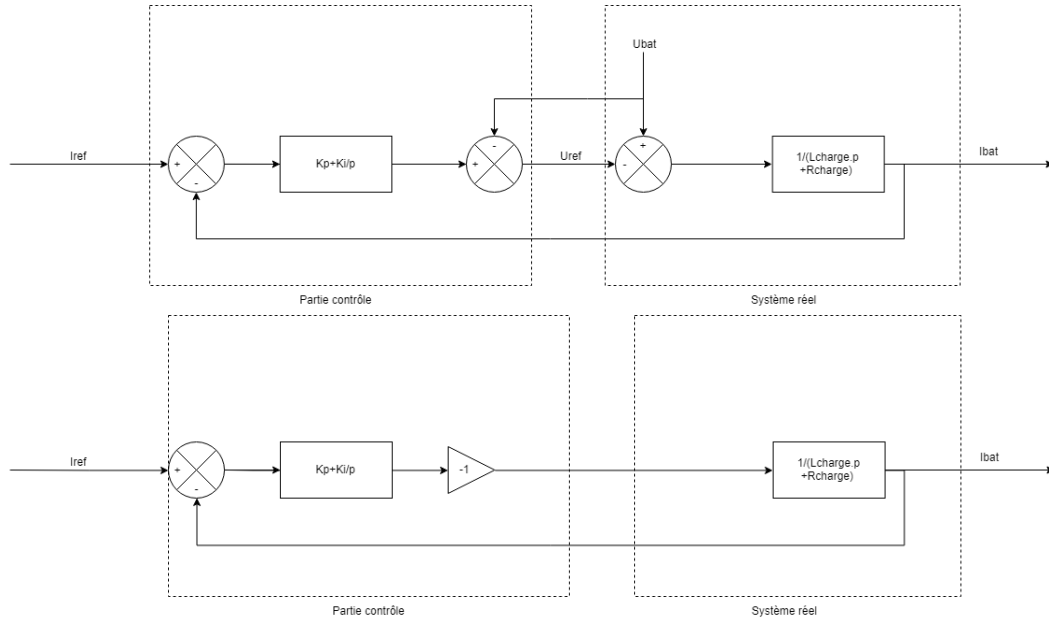 Ubat
Iref
+
-
Kp+Ki/p
+
-
Uref
-
+
1/(Lcharge.p
+Rcharge)
Ibat
Partie contrôle
Système réel
Iref
+
-
Kp+Ki/p
-1
1/(Lcharge.p
+Rcharge)
Ibat
Partie contrôle
Système réel